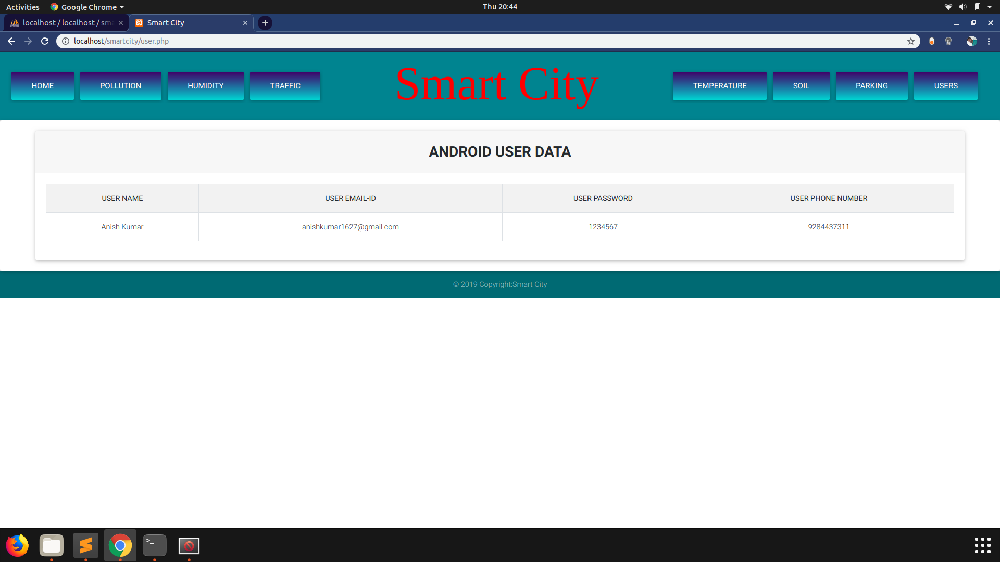 Activities Google Chrome Thu 20:44
localhost / localhost / sma Smart City
localhost/smartcity/user.php
HOME POLLUTION HUMIDITY TRAFFIC Smart City TEMPERATURE SOIL PARKING USERS
ANDROID USER DATA
USER NAME USER EMAIL-ID USER PASSWORD USER PHONE NUMBER
Anish Kumar anishkumar1627@gmail.com 1234567 9284437311
© 2019 Copyright:Smart City
>_